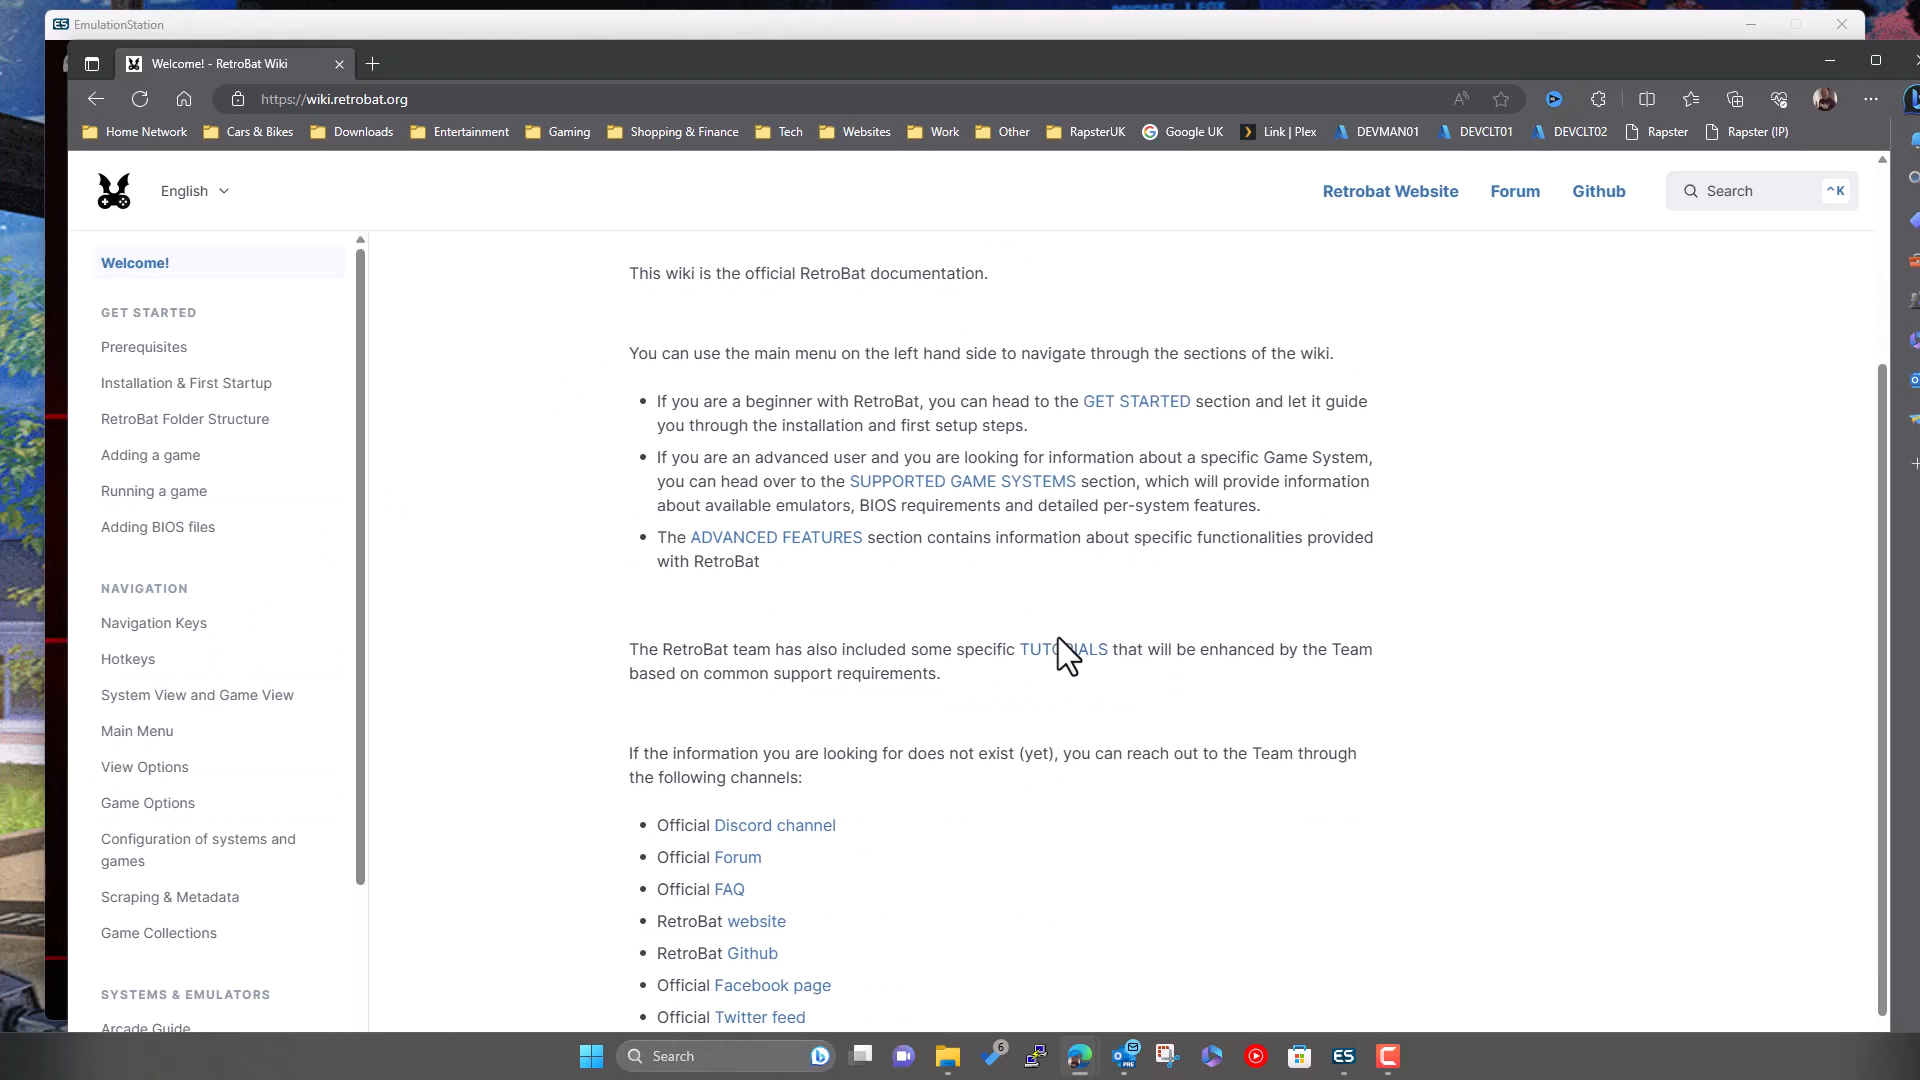 EmulationStation
Welcome! - RetroBat Wiki
https://wiki.retrobat.org
Home Network
Cars & Bikes
Downloads
Entertainment
Gaming
Shopping & Finance
Tech
Websites
Work
Other
RapsterUK
Google UK
Link | Plex
DEVMAN01
DEVCLT01
DEVCLT02
Rapster
Rapster (IP)
English
Retrobat Website
Forum
Github
Search
^K
Welcome!
GET STARTED
Prerequisites
Installation & First Startup
RetroBat Folder Structure
Adding a game
Running a game
Adding BIOS files
NAVIGATION
Navigation Keys
Hotkeys
System View and Game View
Main Menu
View Options
Game Options
Configuration of systems and
games
Scraping & Metadata
Game Collections
SYSTEMS & EMULATORS
Arcade Guide
This wiki is the official RetroBat documentation.
You can use the main menu on the left hand side to navigate through the sections of the wiki.
If you are a beginner with RetroBat, you can head to the GET STARTED section and let it guide
you through the installation and first setup steps.
If you are an advanced user and you are looking for information about a specific Game System,
you can head over to the SUPPORTED GAME SYSTEMS section, which will provide information
about available emulators, BIOS requirements and detailed per-system features.
The ADVANCED FEATURES section contains information about specific functionalities provided
with RetroBat
The RetroBat team has also included some specific TUTORIALS that will be enhanced by the Team
based on common support requirements.
If the information you are looking for does not exist (yet), you can reach out to the Team through
the following channels:
Official Discord channel
Official Forum
Official FAQ
RetroBat website
RetroBat Github
Official Facebook page
Official Twitter feed
Search
6
PRE
ES